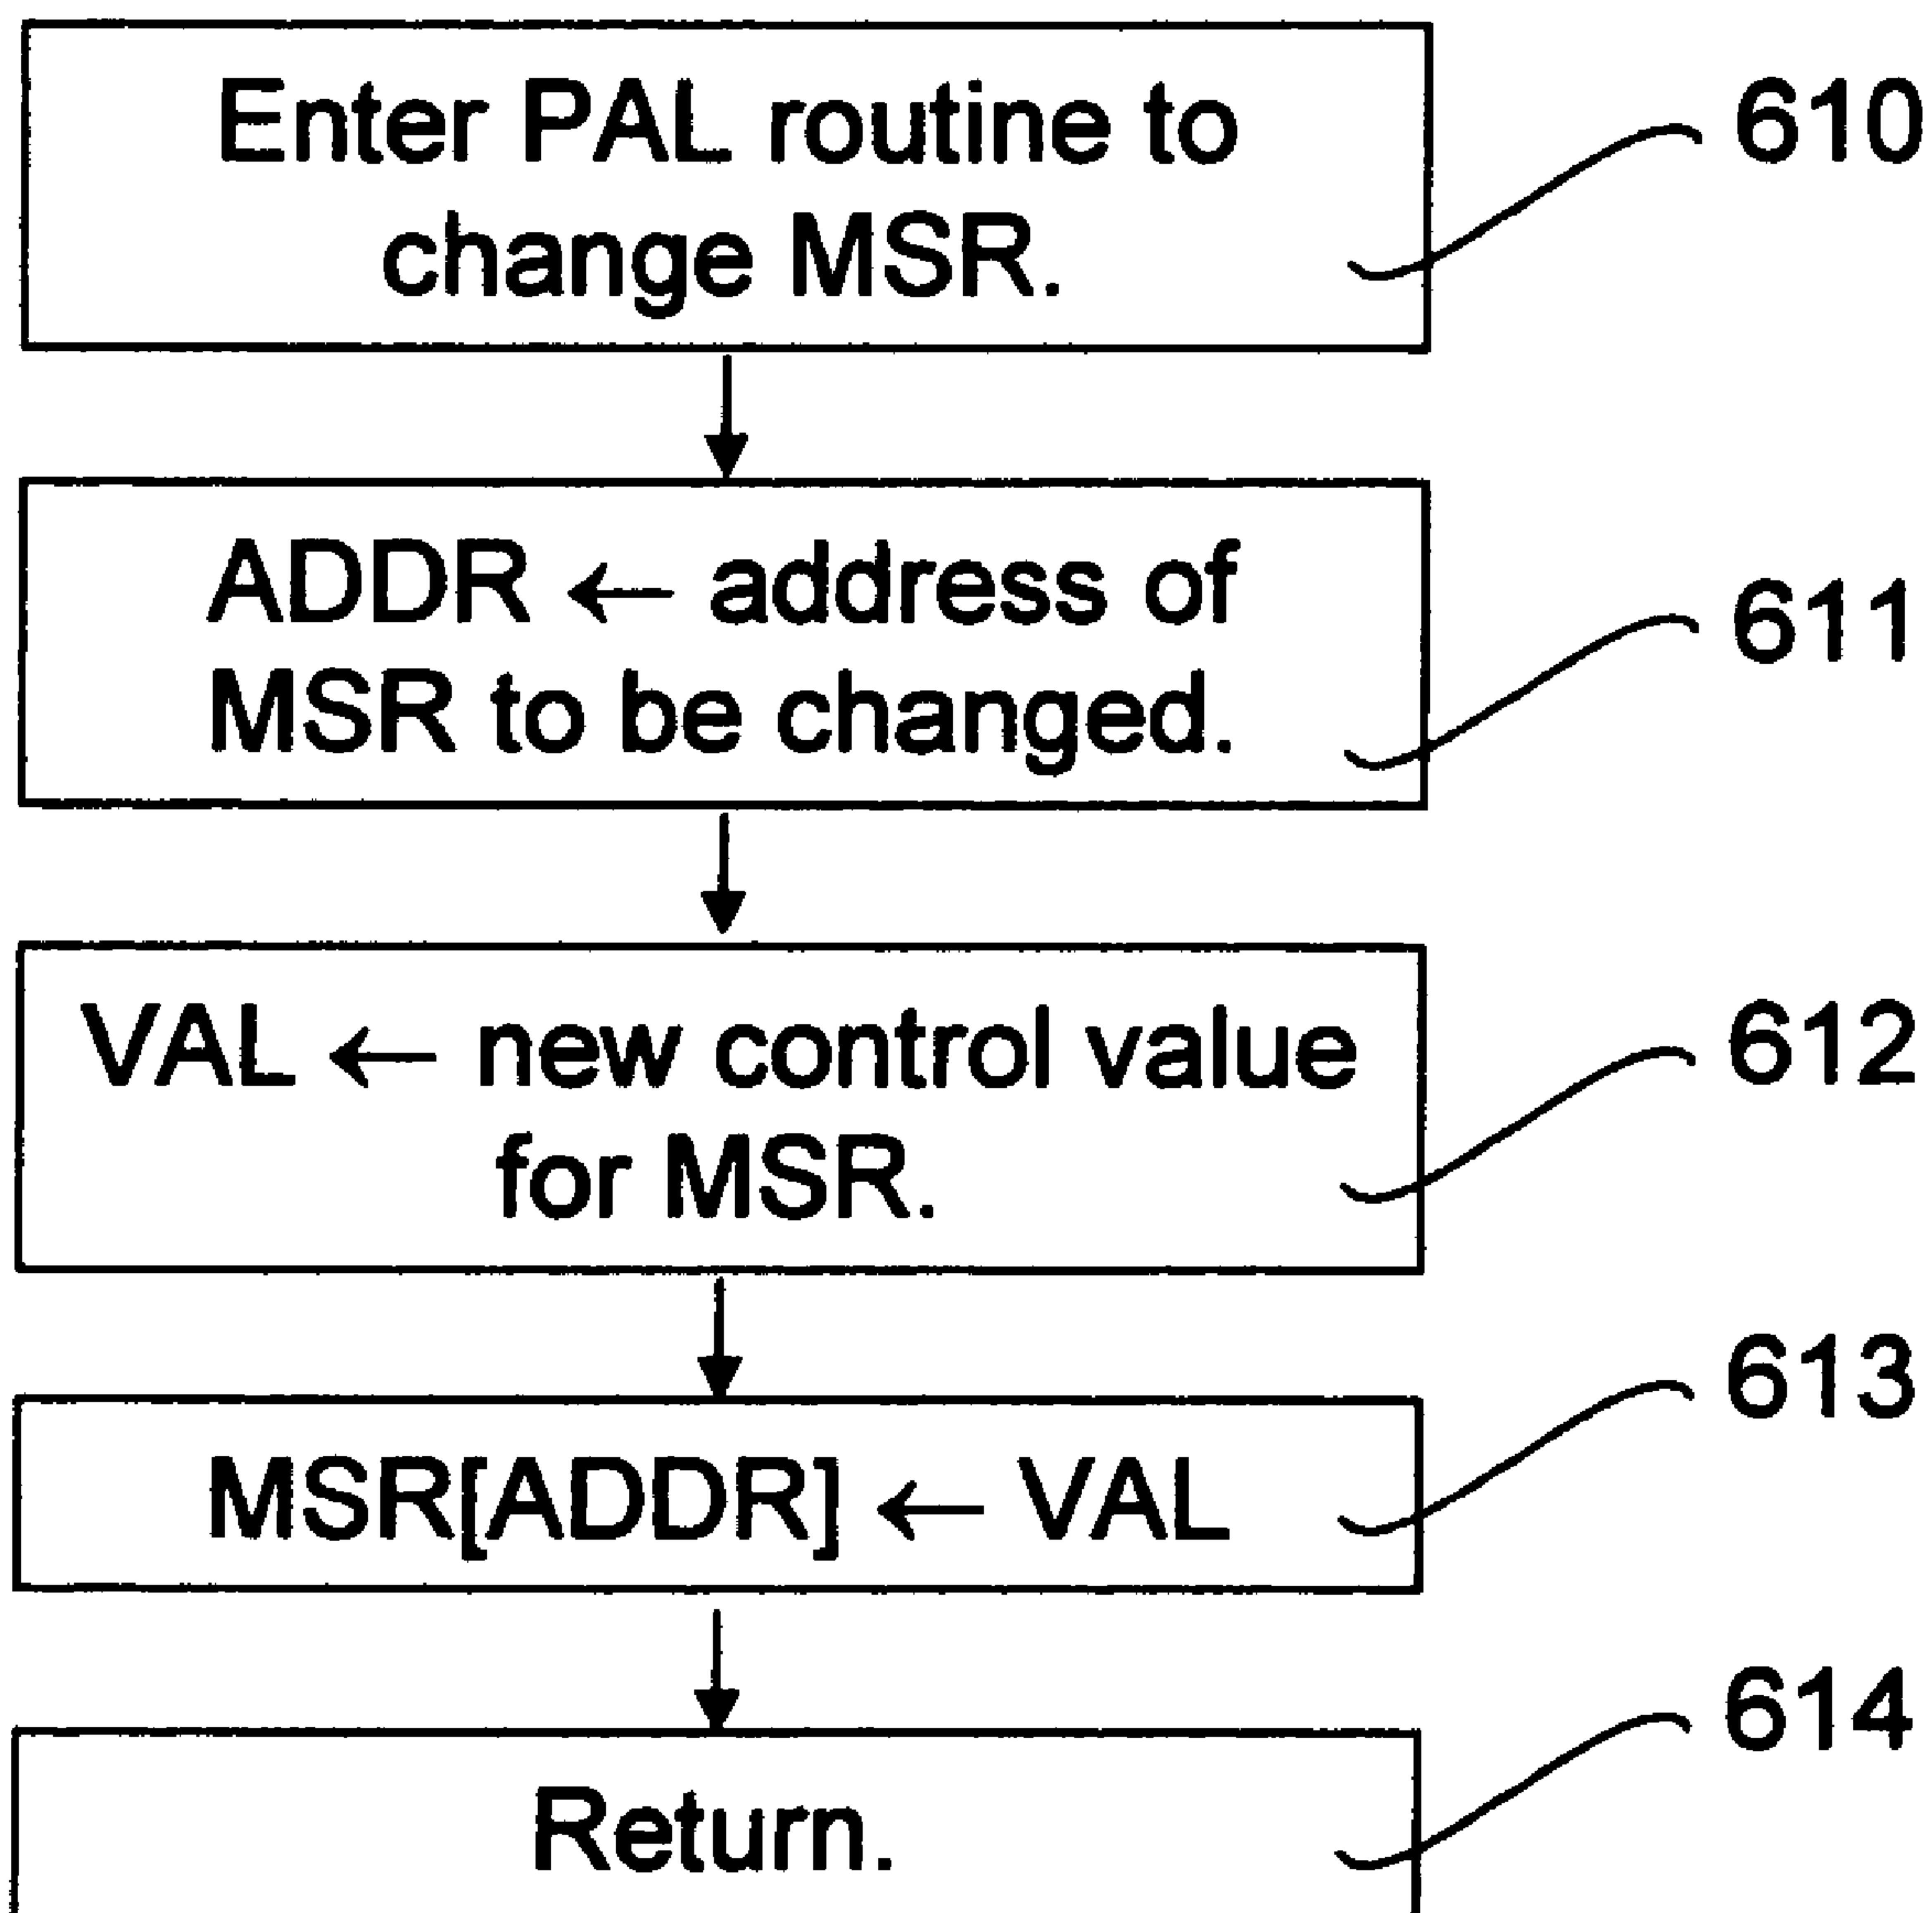 Enter PAL routine to
change MSR.
610
ADDR ← address of
MSR to be changed.
611
VAL ← new control value
for MSR.
612
MSR[ADDR] ← VAL
613
Return.
614